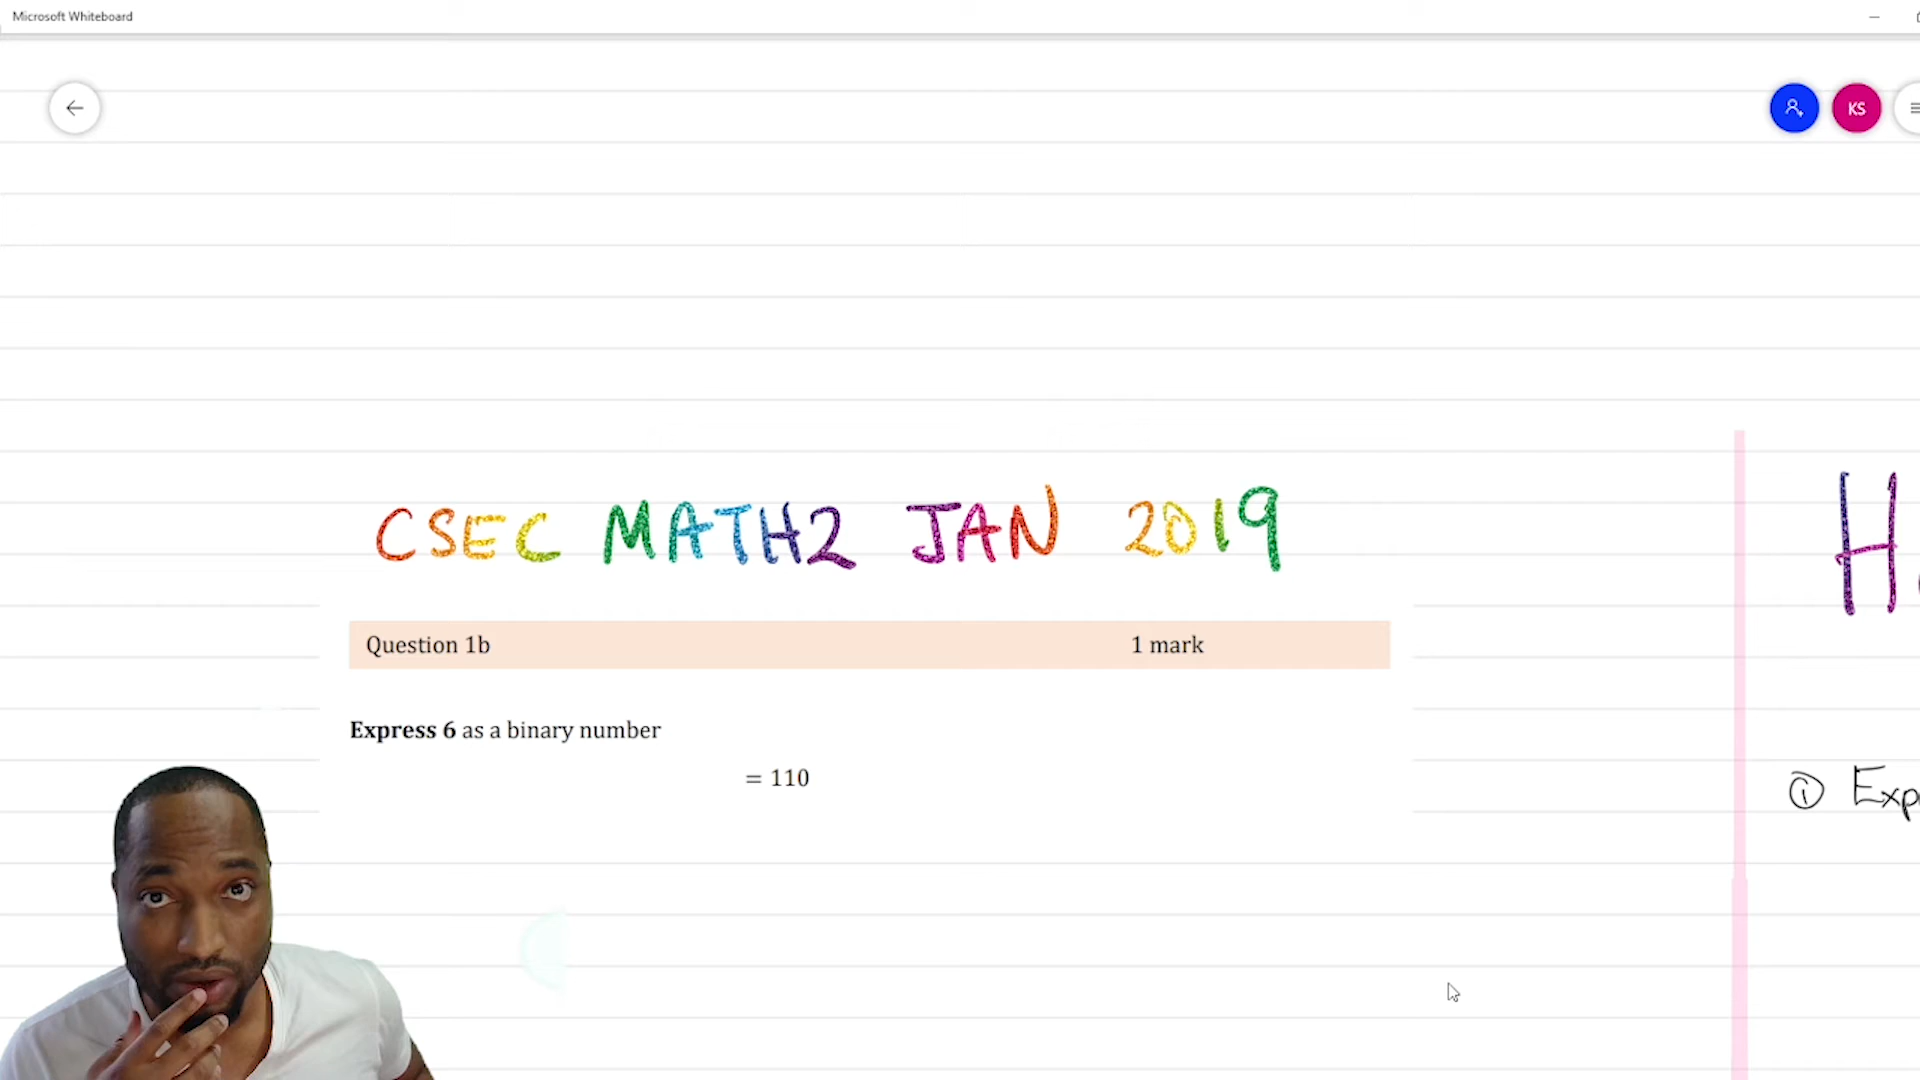 Microsoft Whiteboard
KS
CSEC MATH2 JAN 2019
H
Question 1b 1 mark
Express 6 as a binary number
= 110
① Exp